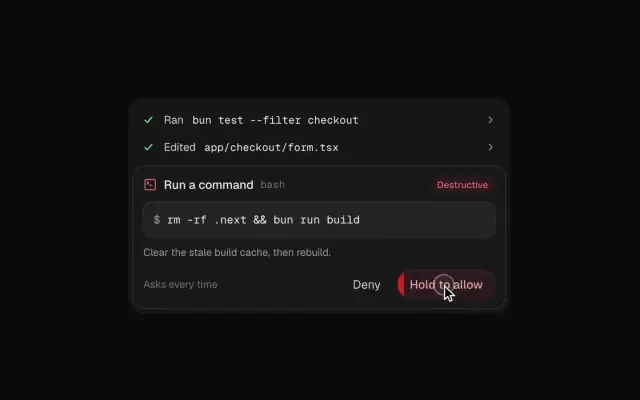 Ran bun test --filter checkout
Edited app/checkout/form.tsx
Run a command bash Destructive
$ rm -rf .next && bun run build
Clear the stale build cache, then rebuild.
Asks every time Deny Hold to allow